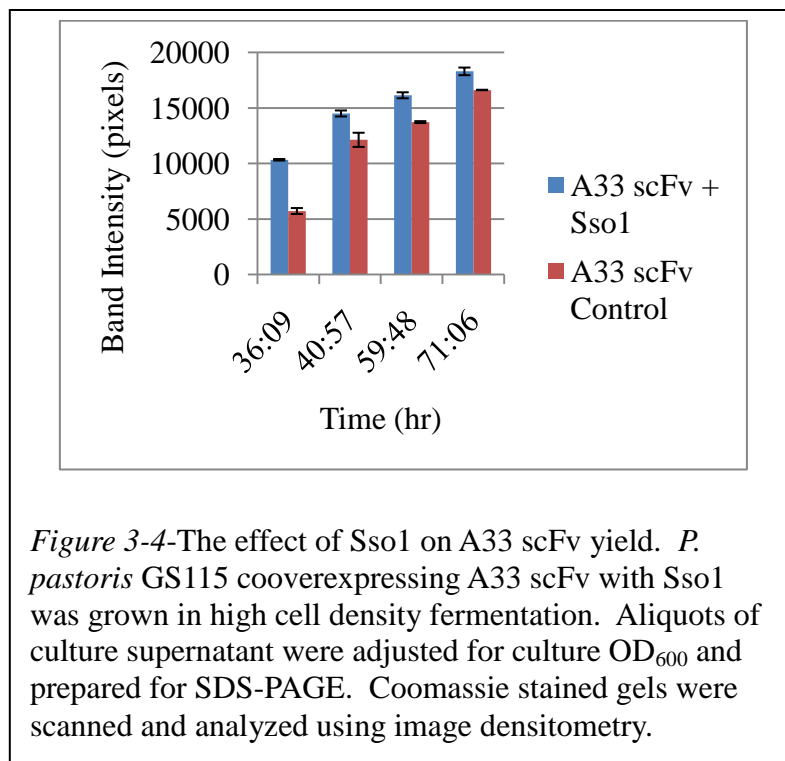 20000
15000
10000
5000
0
Band Intensity (pixels)
36:09
40:57
59:48
71:06
Time (hr)
A33 scFv +
Sso1
A33 scFv
Control
Figure 3-4-The effect of Sso1 on A33 scFv yield. P.
pastoris GS115 cooverexpressing A33 scFv with Sso1
was grown in high cell density fermentation. Aliquots of
culture supernatant were adjusted for culture OD₆₀₀ and
prepared for SDS-PAGE. Coomassie stained gels were
scanned and analyzed using image densitometry.